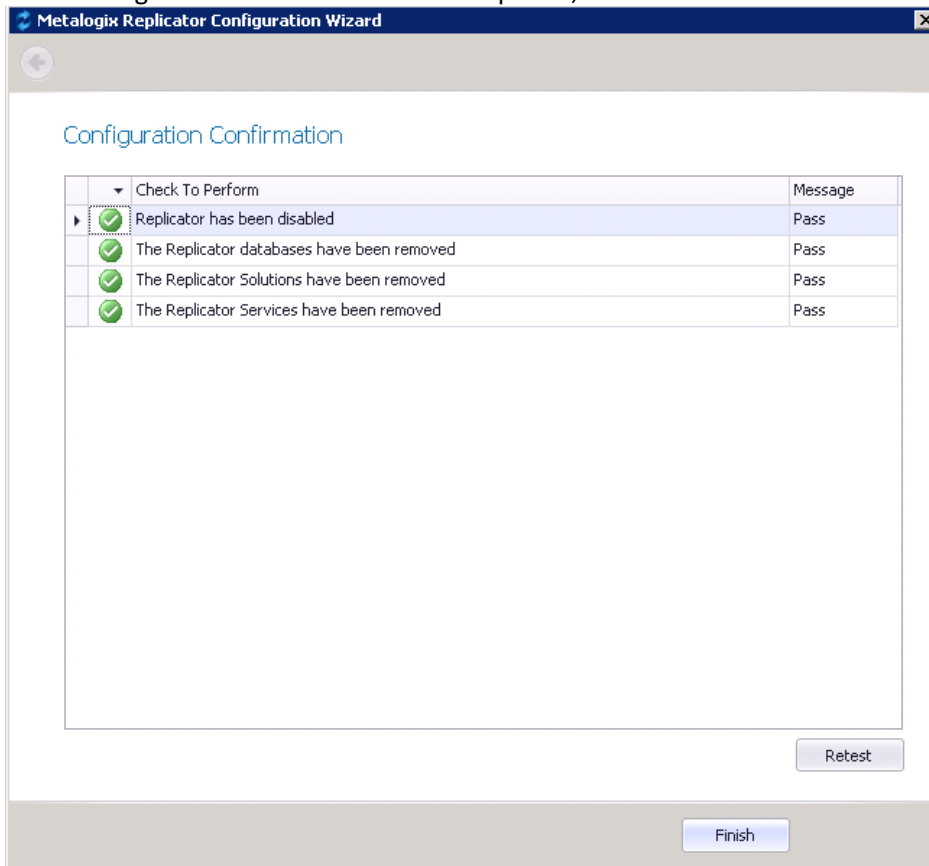 Metalogix Replicator Configuration Wizard
Configuration Confirmation
Check To Perform Message
Replicator has been disabled Pass
The Replicator databases have been removed Pass
The Replicator Solutions have been removed Pass
The Replicator Services have been removed Pass
Retest
Finish